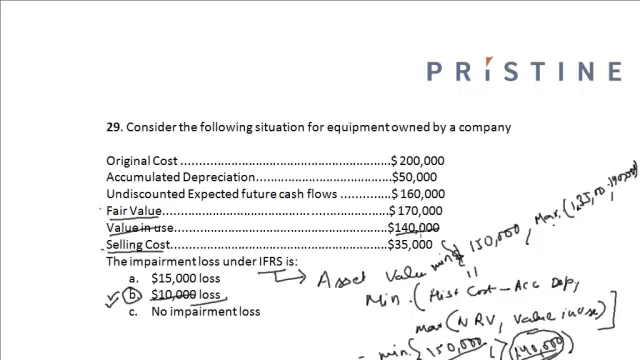 PRiSTINE
29. Consider the following situation for equipment owned by a company
Original Cost ................................................................$ 200,000
Accumulated Depreciation..........................................$50,000
Undiscounted Expected future cash flows .............$ 160,000
Fair Value......................................................................$ 170,000
Value in use....................................................................$140,000
Selling Cost....................................................................$35,000
The impairment loss under IFRS is:
a. $15,000 loss
b. $10,000 loss
c. No impairment loss
Asset Value min { 150,000, Max.
Min. (Hist Cost - Acc Dep,
max (NRV, Value in use)
= min. { 150,000, 140,000 }